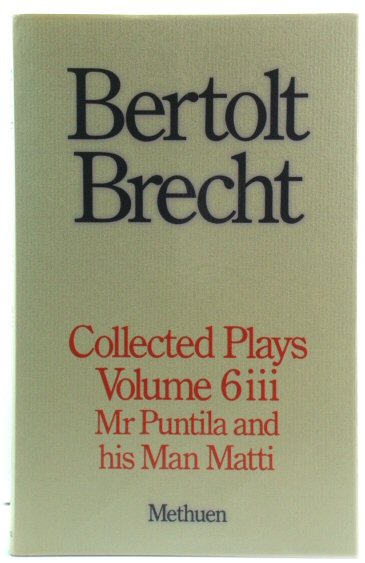 Bertolt
Brecht
Collected Plays
Volume 6iii
Mr Puntila and
his Man Matti
Methuen